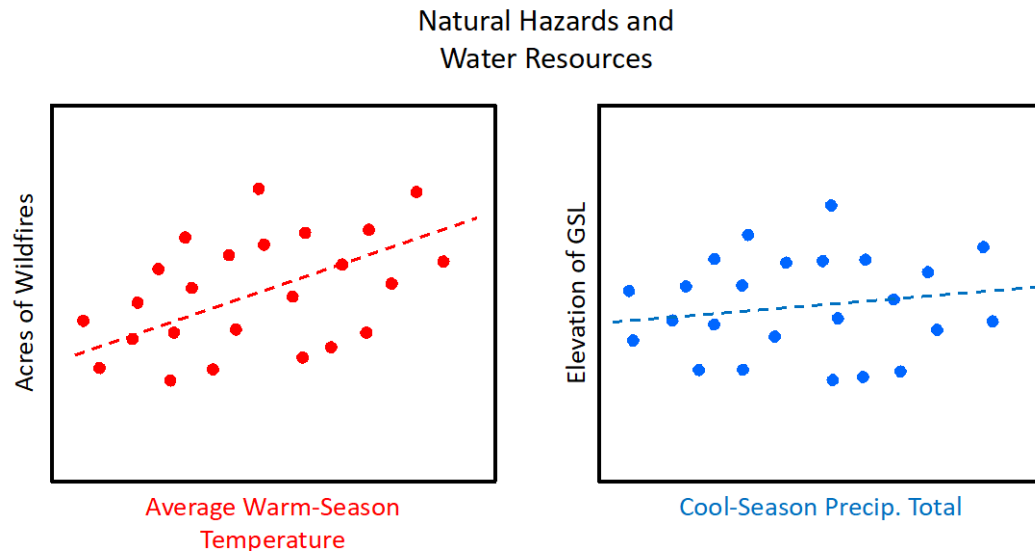 Natural Hazards and
Water Resources
Acres of Wildfires
Average Warm-Season
Temperature
Elevation of GSL
Cool-Season Precip. Total